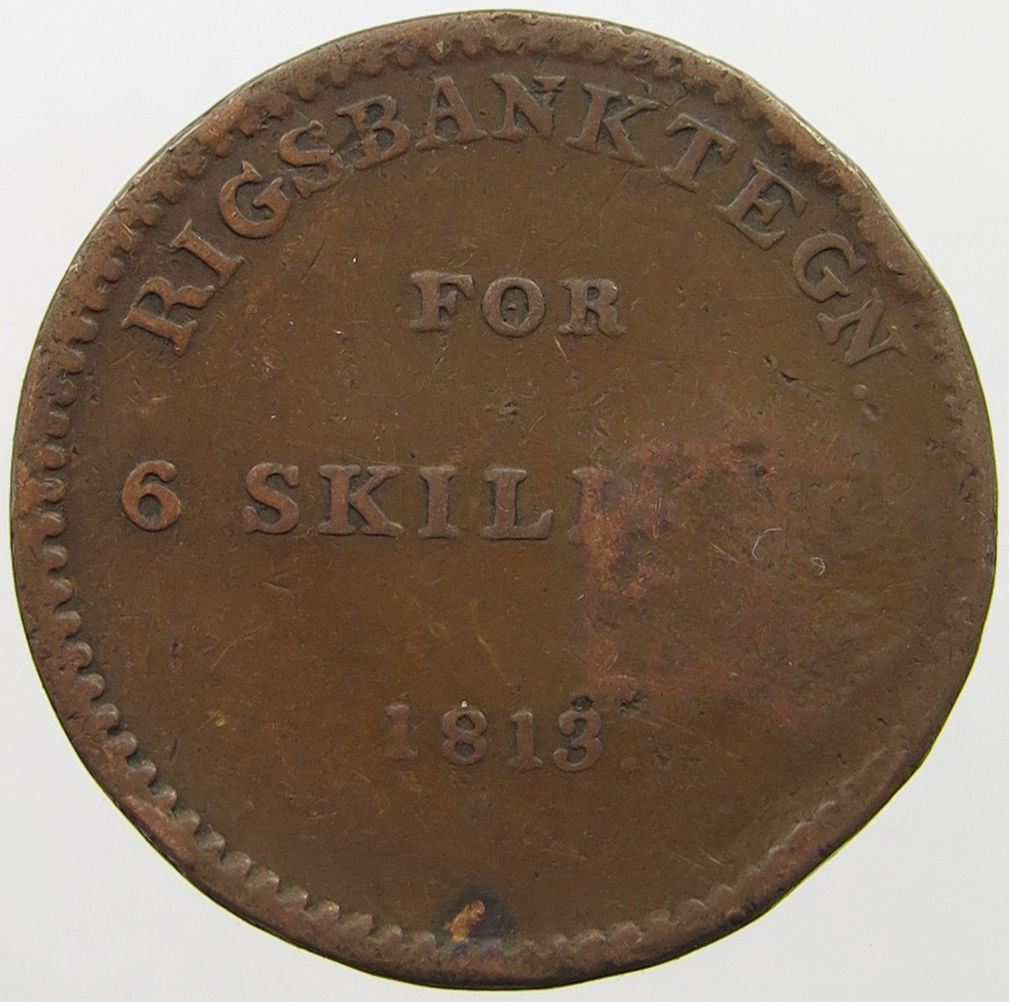 RIGSBANKTEGN.
FOR
6 SKILL
1813.